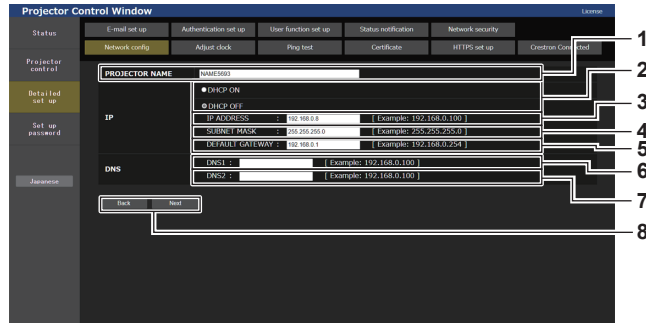 Projector Control Window
License
Status
Projector control
Detailed set up
Set up password
Japanese
E-mail set up
Authentication set up
User function set up
Status notification
Network security
Network config
Adjust clock
Ping test
Certificate
HTTPS set up
Crestron Connected
PROJECTOR NAME
NAME5693
IP
DHCP ON
DHCP OFF
IP ADDRESS : 192.168.0.8 [ Example: 192.168.0.100 ]
SUBNET MASK : 255.255.255.0 [ Example: 255.255.255.0 ]
DEFAULT GATEWAY : 192.168.0.1 [ Example: 192.168.0.254 ]
DNS
DNS1 : [ Example: 192.168.0.100 ]
DNS2 : [ Example: 192.168.0.100 ]
Back
Next
1
2
3
4
5
6
7
8